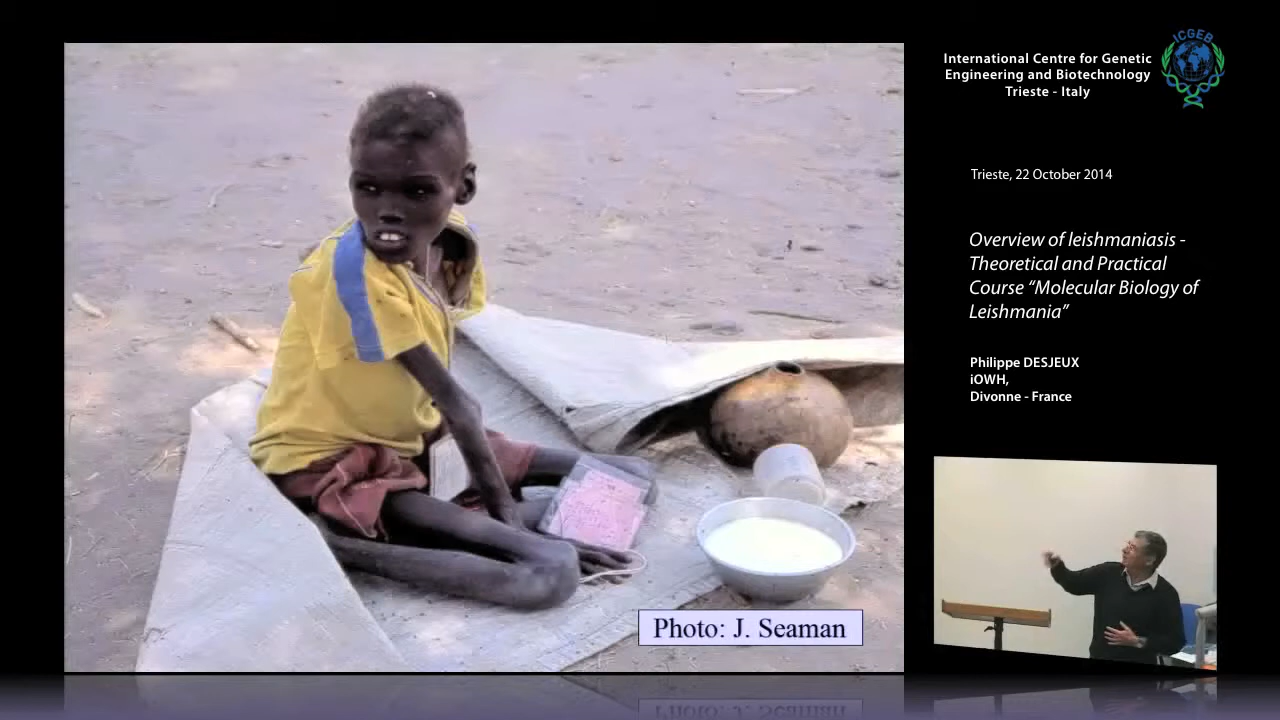 ICGEB
International Centre for Genetic
Engineering and Biotechnology
Trieste - Italy
Trieste, 22 October 2014
Overview of leishmaniasis -
Theoretical and Practical
Course “Molecular Biology of
Leishmania”
Philippe DESJEUX
iOWH,
Divonne - France
Photo: J. Seaman